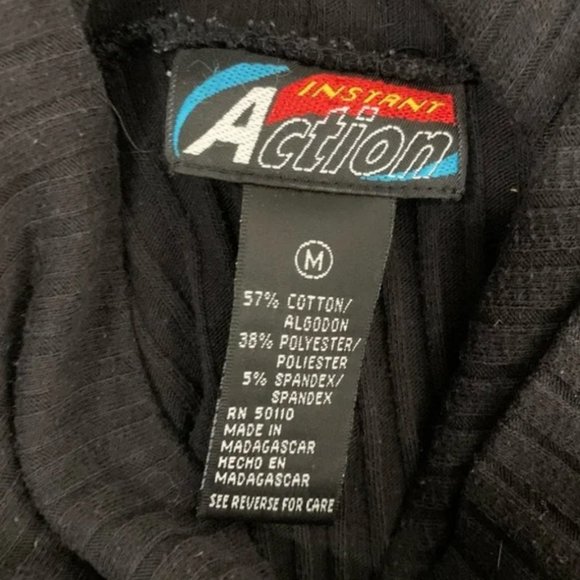 INSTANT
Action
M
57% COTTON/
ALGODON
38% POLYESTER/
POLIESTER
5% SPANDEX/
SPANDEX
RN 50110
MADE IN
MADAGASCAR
HECHO EN
MADAGASCAR
SEE REVERSE FOR CARE